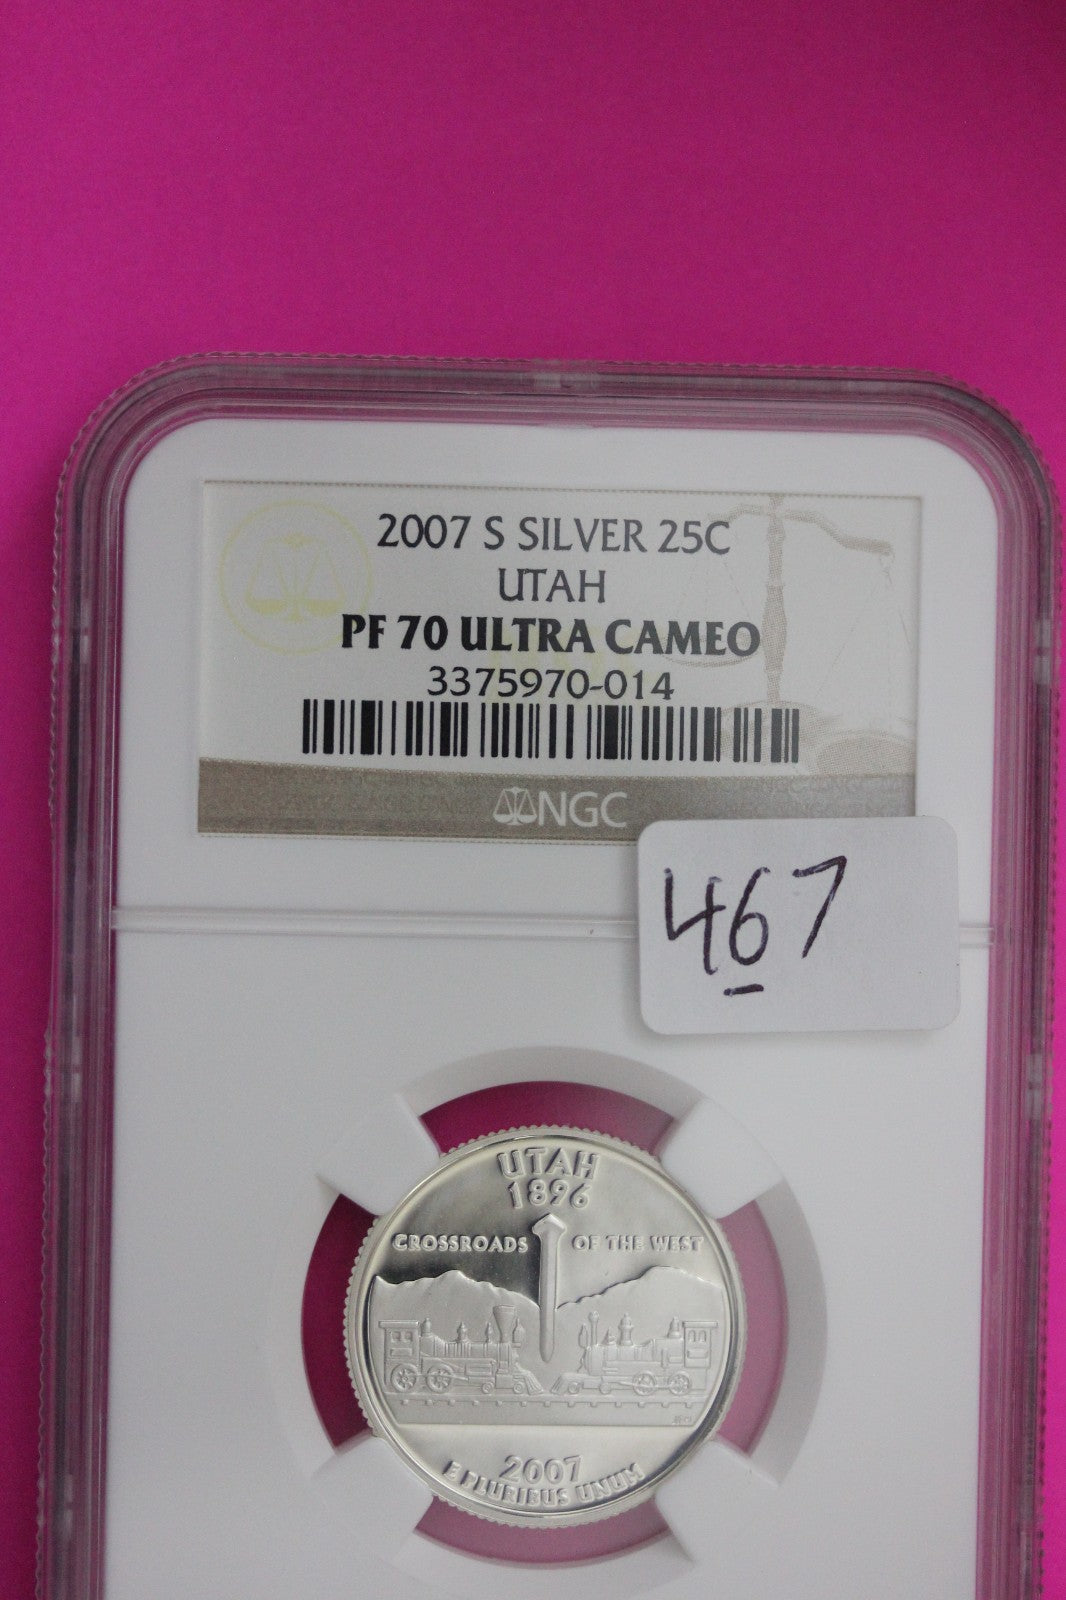 2007 S SILVER 25C
UTAH
PF 70 ULTRA CAMEO
3375970-014
NGC
467
UTAH
1896
CROSSROADS OF THE WEST
2007
E PLURIBUS UNUM